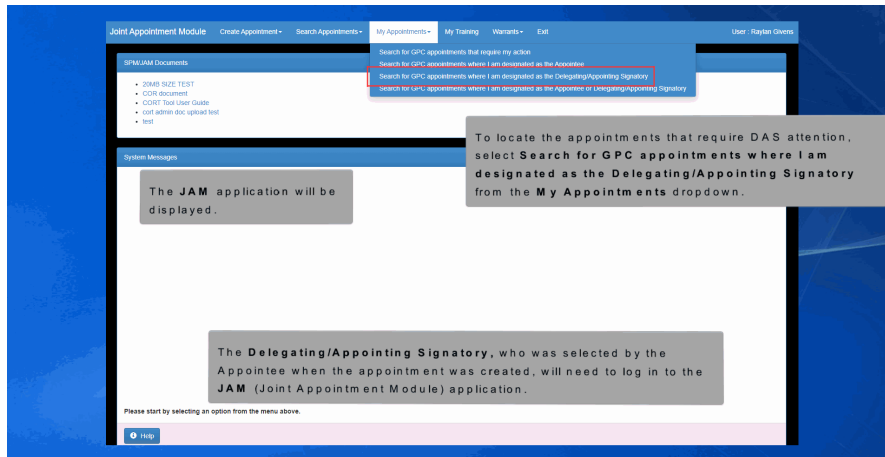 Joint Appointment Module Create Appointment Search Appointments My Appointments My Training Warrants Exit User : Raylan Givens
Search for GPC appointments that require my action
Search for GPC appointments where I am designated as the Appointee
Search for GPC appointments where I am designated as the Delegating/Appointing Signatory
Search for GPC appointments where I am designated as the Appointee or Delegating/Appointing Signatory
SPM/JAM Documents
20MB SIZE TEST
COR document
CORT Tool User Guide
cort admin doc upload test
test
To locate the appointments that require DAS attention,
select Search for GPC appointments where I am
designated as the Delegating/Appointing Signatory
from the My Appointments dropdown.
System Messages
The JAM application will be
displayed.
The Delegating/Appointing Signatory, who was selected by the
Appointee when the appointment was created, will need to log in to the
JAM (Joint Appointment Module) application.
Please start by selecting an option from the menu above.
Help